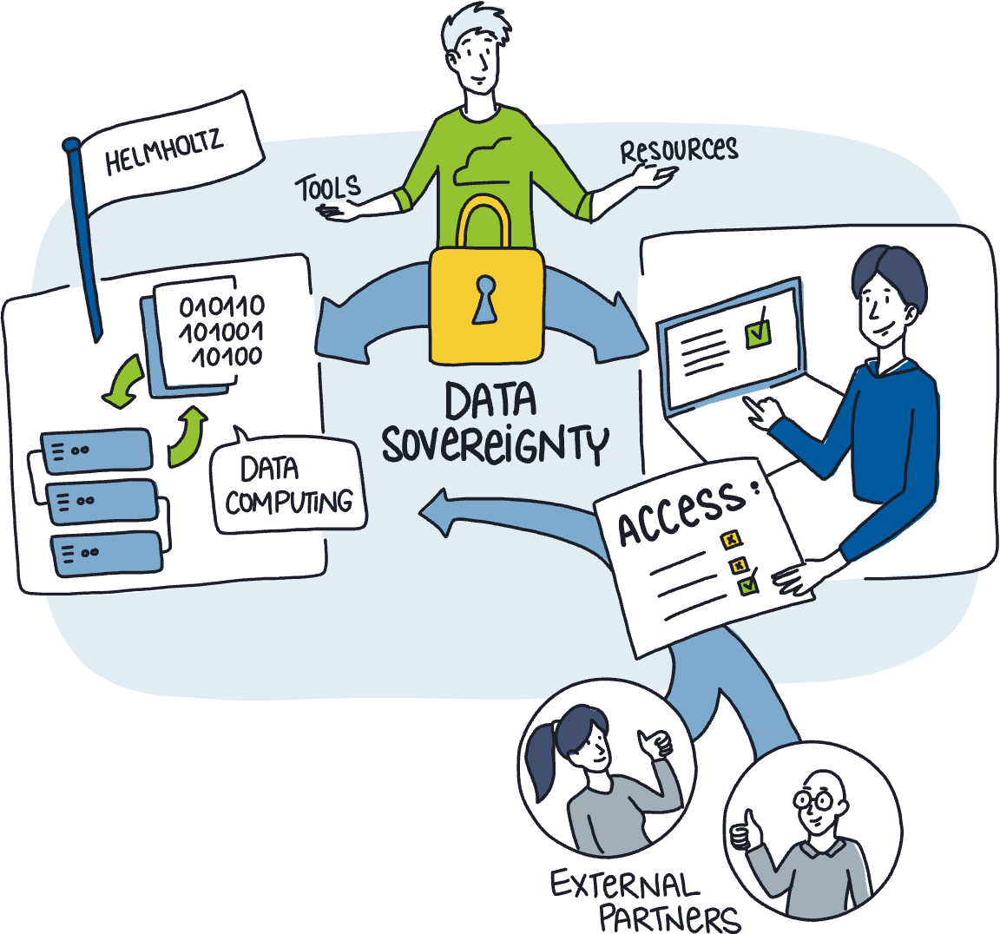 HELMHOLTZ
TOOLS
RESOURCES
010110
101001
10100
DATA
SOVEREIGNTY
DATA
COMPUTING
ACCESS:
EXTERNAL
PARTNERS